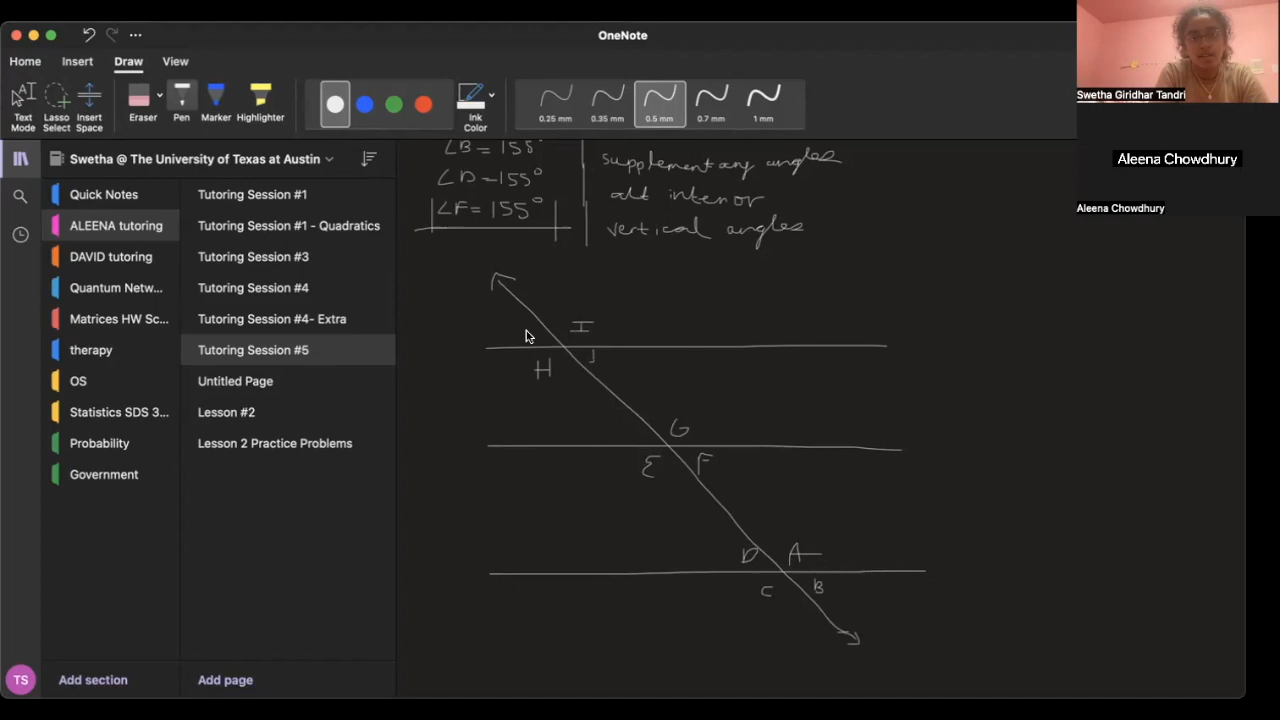 OneNote
Home Insert Draw View
Text Mode
Lasso Select
Insert Space
Eraser
Pen
Marker
Highlighter
Ink Color
0.25 mm
0.35 mm
0.5 mm
0.7 mm
1 mm
Swetha Giridhar Tandri
Aleena Chowdhury
Aleena Chowdhury
Swetha @ The University of Texas at Austin
Quick Notes
ALEENA tutoring
DAVID tutoring
Quantum Netw...
Matrices HW Sc...
therapy
OS
Statistics SDS 3...
Probability
Government
Tutoring Session #1
Tutoring Session #1 - Quadratics
Tutoring Session #3
Tutoring Session #4
Tutoring Session #4- Extra
Tutoring Session #5
Untitled Page
Lesson #2
Lesson 2 Practice Problems
∠B = 155°
supplementary angles
∠D = 155°
alt interior
∠F = 155°
vertical angles
I
H J
G
E F
D A
C B
TS
Add section
Add page